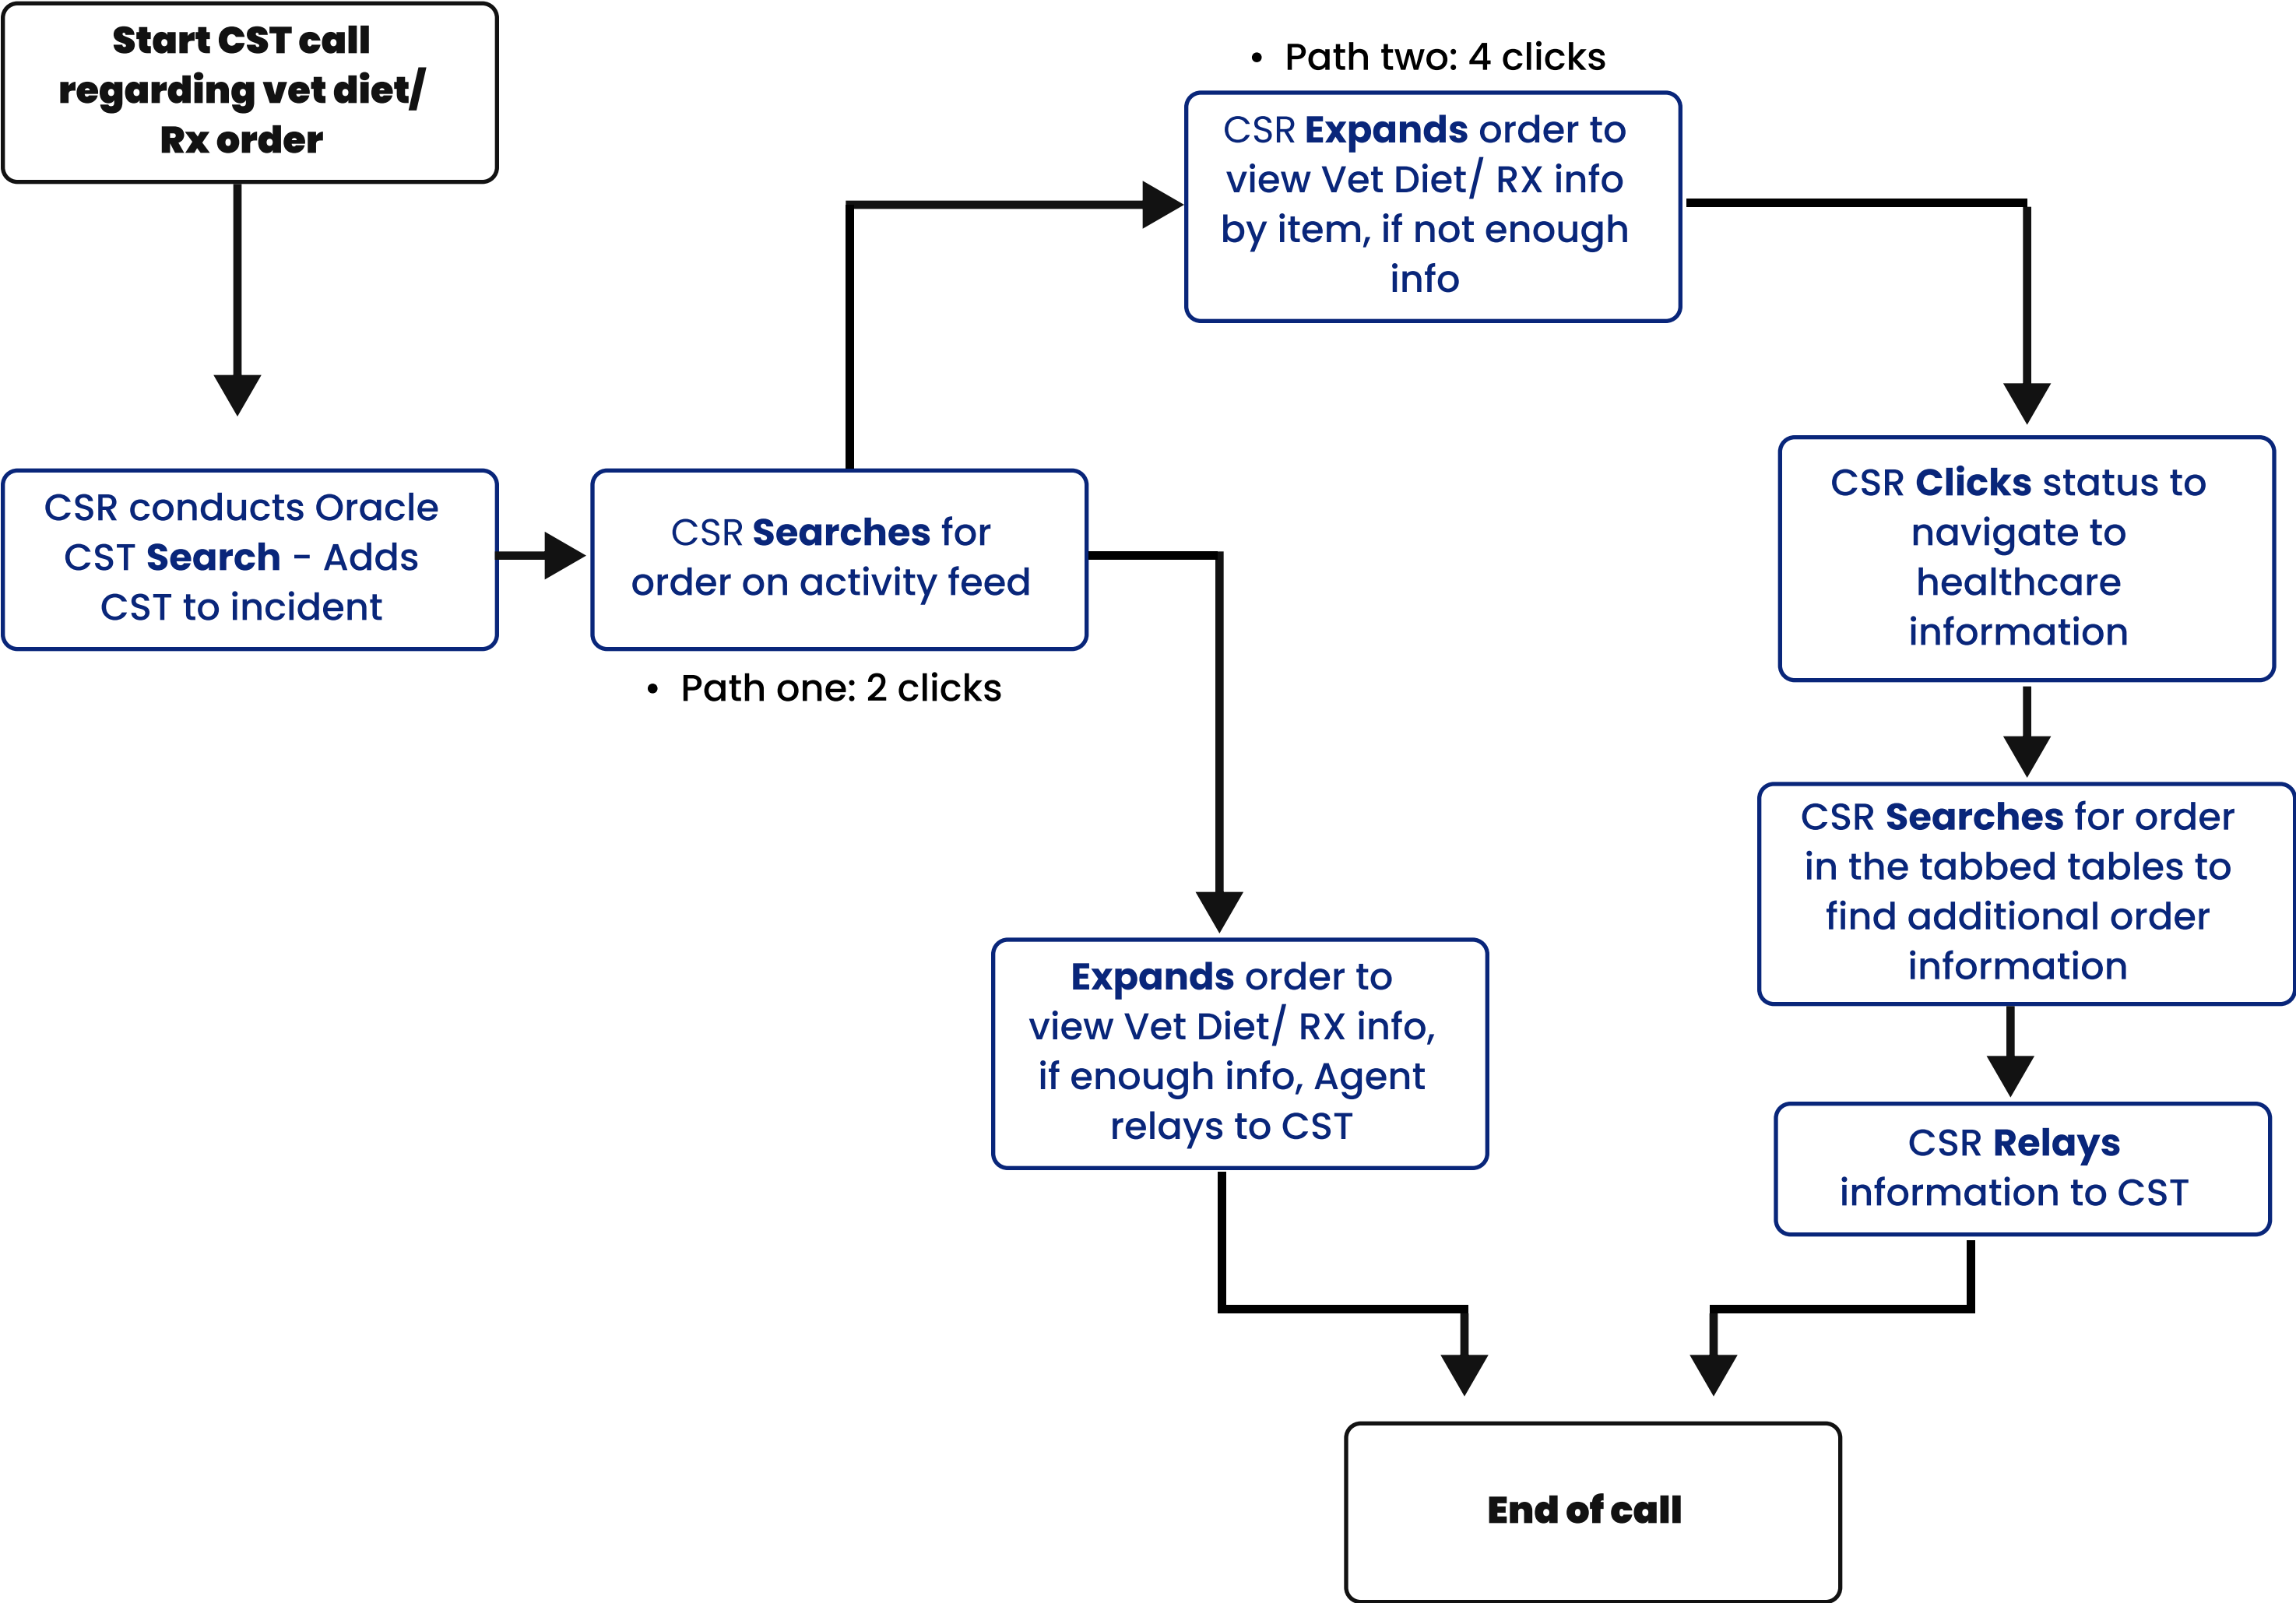 Start CST call
regarding vet diet/
Rx order
• Path two: 4 clicks
CSR Expands order to
view Vet Diet/ RX info
by item, if not enough
info
CSR conducts Oracle
CST Search - Adds
CST to incident
CSR Searches for
order on activity feed
• Path one: 2 clicks
CSR Clicks status to
navigate to
healthcare
information
CSR Searches for order
in the tabbed tables to
find additional order
information
Expands order to
view Vet Diet/ RX info,
if enough info, Agent
relays to CST
CSR Relays
information to CST
End of call